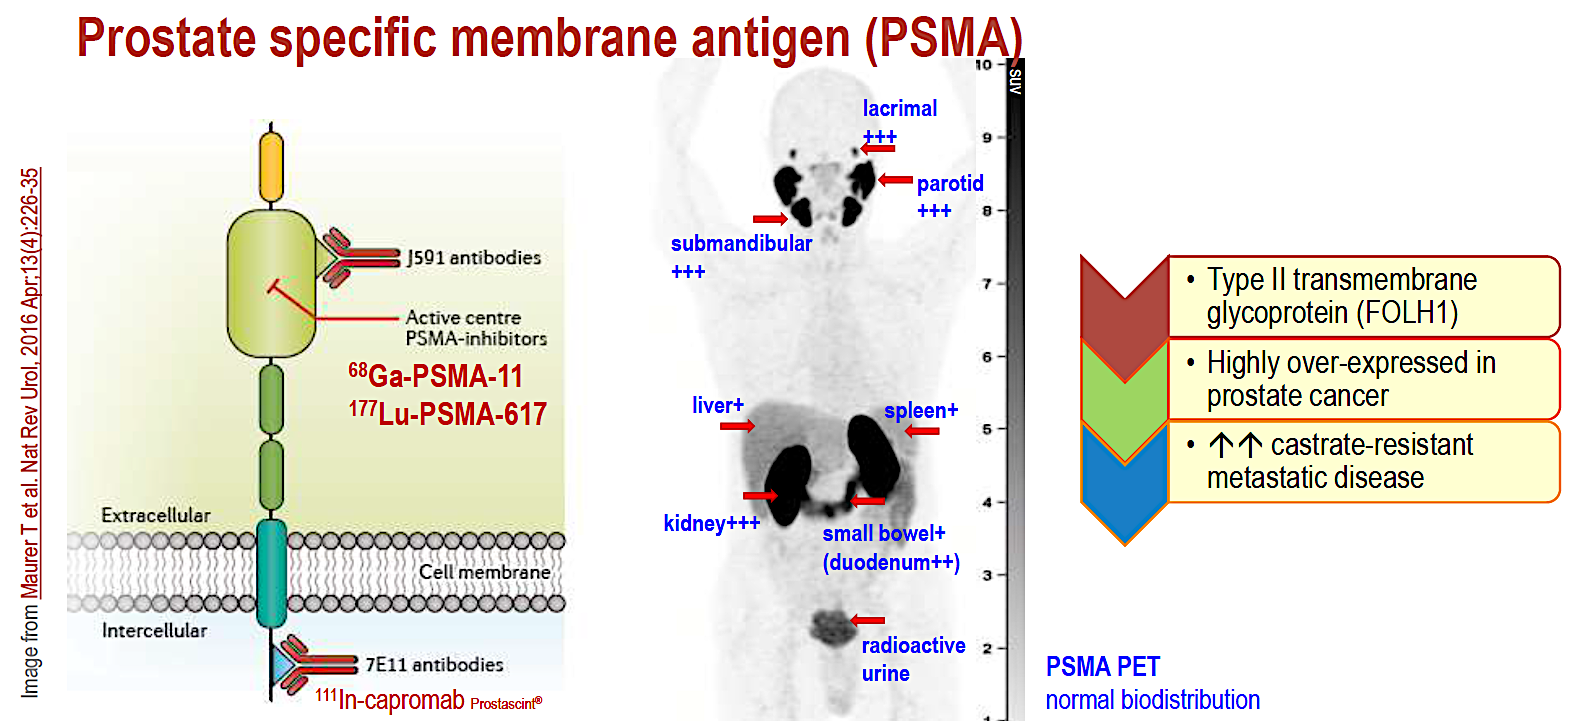 Prostate specific membrane antigen (PSMA)
Image from Maurer T et al. Nat Rev Urol, 2016 Apr;13(4):226-35
J591 antibodies
Active centre
PSMA-inhibitors
⁶⁸Ga-PSMA-11
¹⁷⁷Lu-PSMA-617
Extracellular
Cell membrane
Intercellular
7E11 antibodies
¹¹¹In-capromab Prostascint®
lacrimal
+++
parotid
+++
submandibular
+++
liver+
spleen+
kidney+++
small bowel+
(duodenum++)
radioactive
urine
10
SUV
9
8
7
6
5
4
3
2
1
• Type II transmembrane
glycoprotein (FOLH1)
• Highly over-expressed in
prostate cancer
• ↑↑ castrate-resistant
metastatic disease
PSMA PET
normal biodistribution